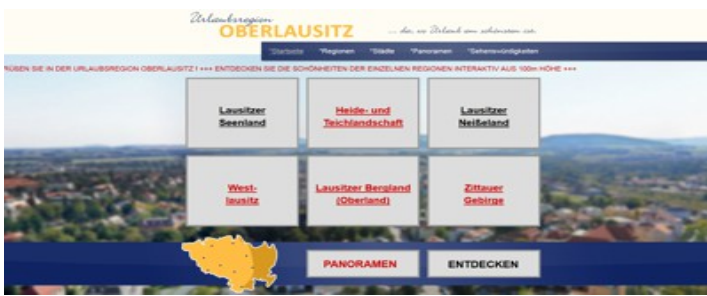 Urlaubsregion
OBERLAUSITZ
... da, wo Urlaub am schönsten ist.
*Startseite *Regionen *Städte *Panoramen *Sehenswürdigkeiten
SIE IN DER URLAUBSREGION OBERLAUSITZ ! +++ ENTDECKEN SIE DIE SCHÖNHEITEN DER EINZELNEN REGIONEN INTERAKTIV AUS 100m HÖHE +++
Lausitzer
Seenland
Heide- und
Teichlandschaft
Lausitzer
Neißeland
West-
lausitz
Lausitzer Bergland
(Oberland)
Zittauer
Gebirge
PANORAMEN
ENTDECKEN